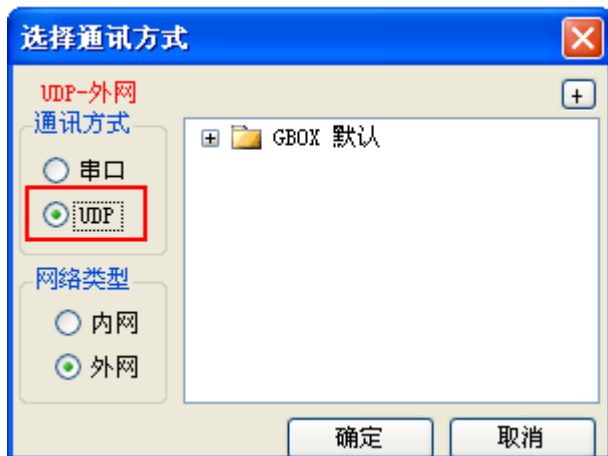 选择通讯方式
UDP-外网
+
通讯方式
串口
UDP
GBOX 默认
网络类型
内网
外网
确定
取消